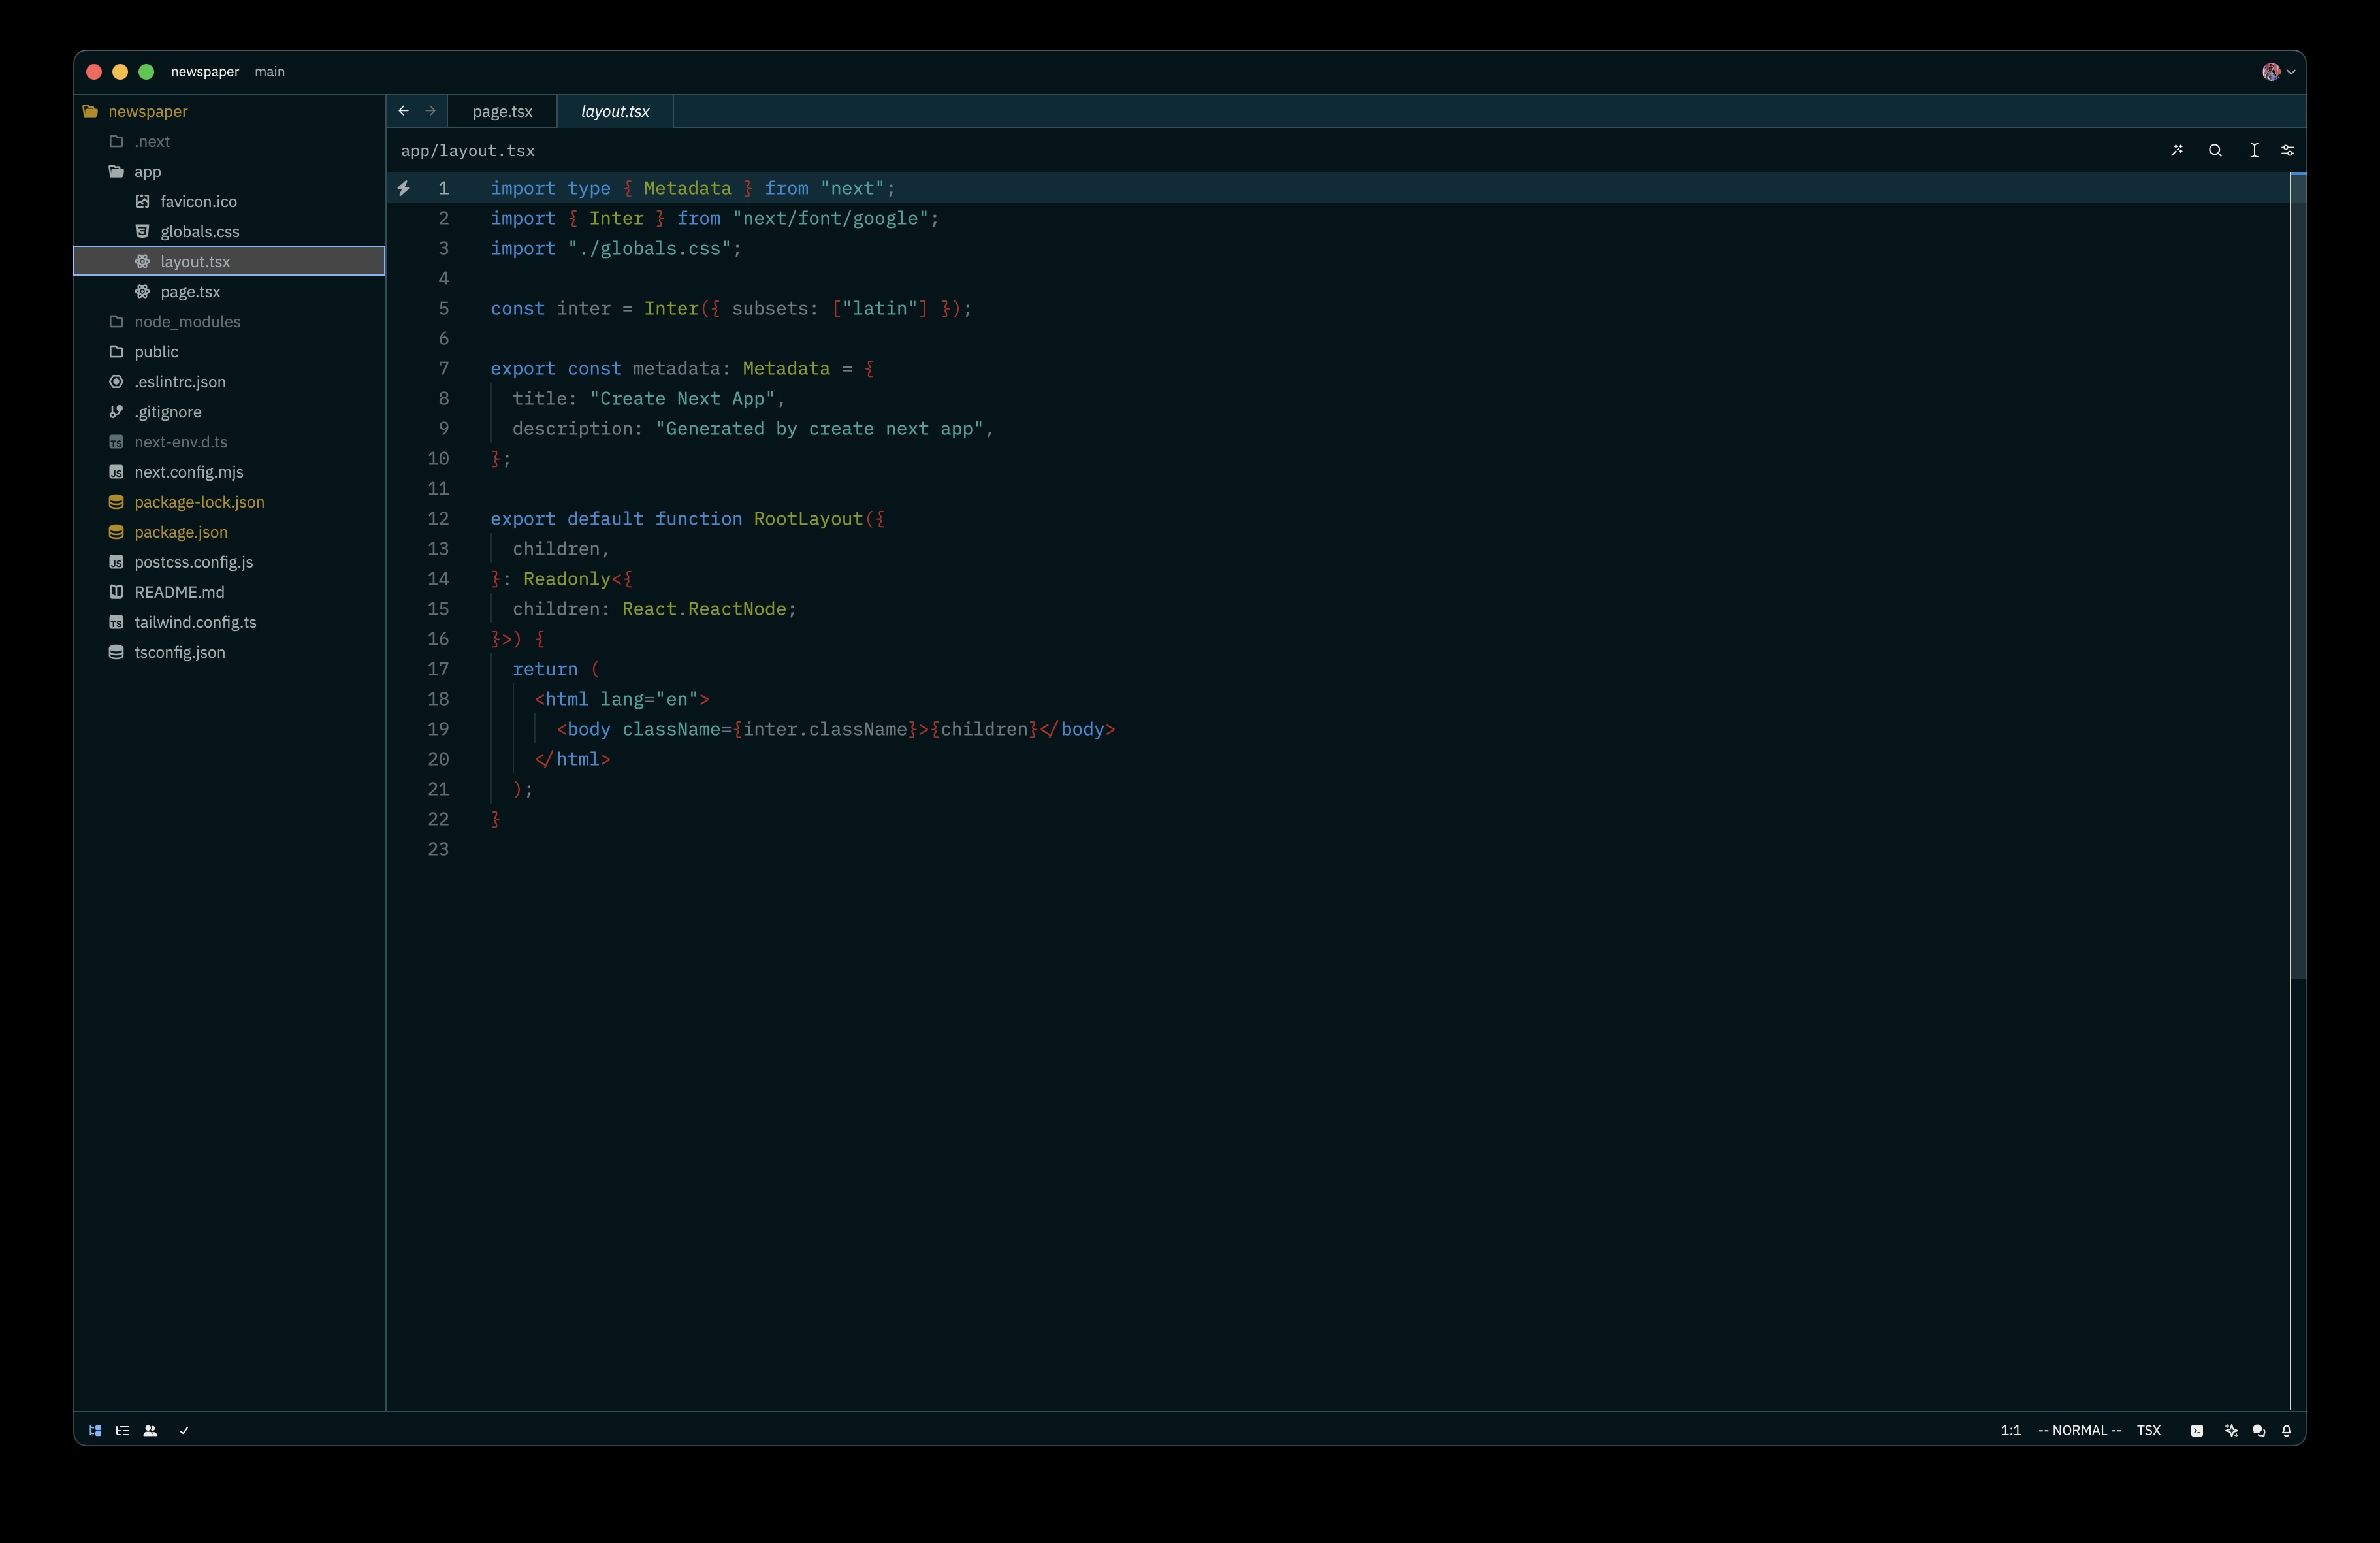 newspaper main
newspaper
.next
app
favicon.ico
globals.css
layout.tsx
page.tsx
node_modules
public
.eslintrc.json
.gitignore
next-env.d.ts
next.config.mjs
package-lock.json
package.json
postcss.config.js
README.md
tailwind.config.ts
tsconfig.json
page.tsx layout.tsx
app/layout.tsx
1 import type { Metadata } from "next";
2 import { Inter } from "next/font/google";
3 import "./globals.css";
4
5 const inter = Inter({ subsets: ["latin"] });
6
7 export const metadata: Metadata = {
8   title: "Create Next App",
9   description: "Generated by create next app",
10 };
11
12 export default function RootLayout({
13   children,
14 }: Readonly<{
15   children: React.ReactNode;
16 }>) {
17   return (
18     <html lang="en">
19       <body className={inter.className}>{children}</body>
20     </html>
21   );
22 }
23
1:1 -- NORMAL -- TSX